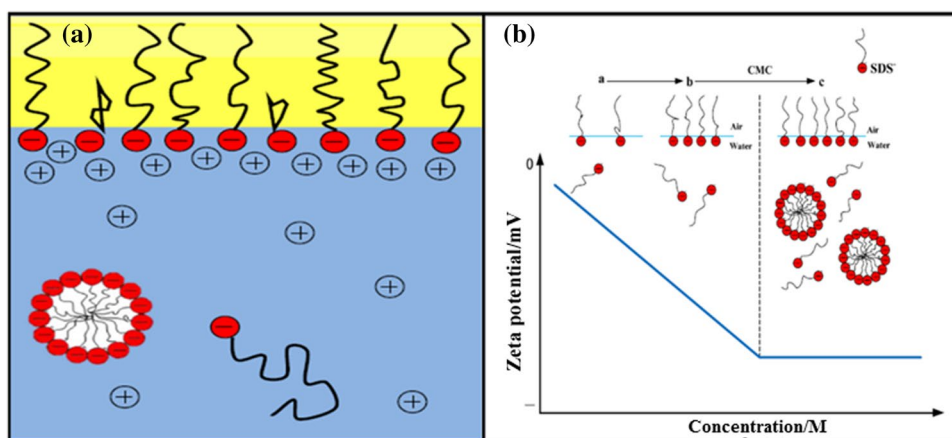 (a)
(b)
SDS⁻
a
b
CMC
c
Air
Water
Air
Water
0
Zeta potential/mV
–
Concentration/M